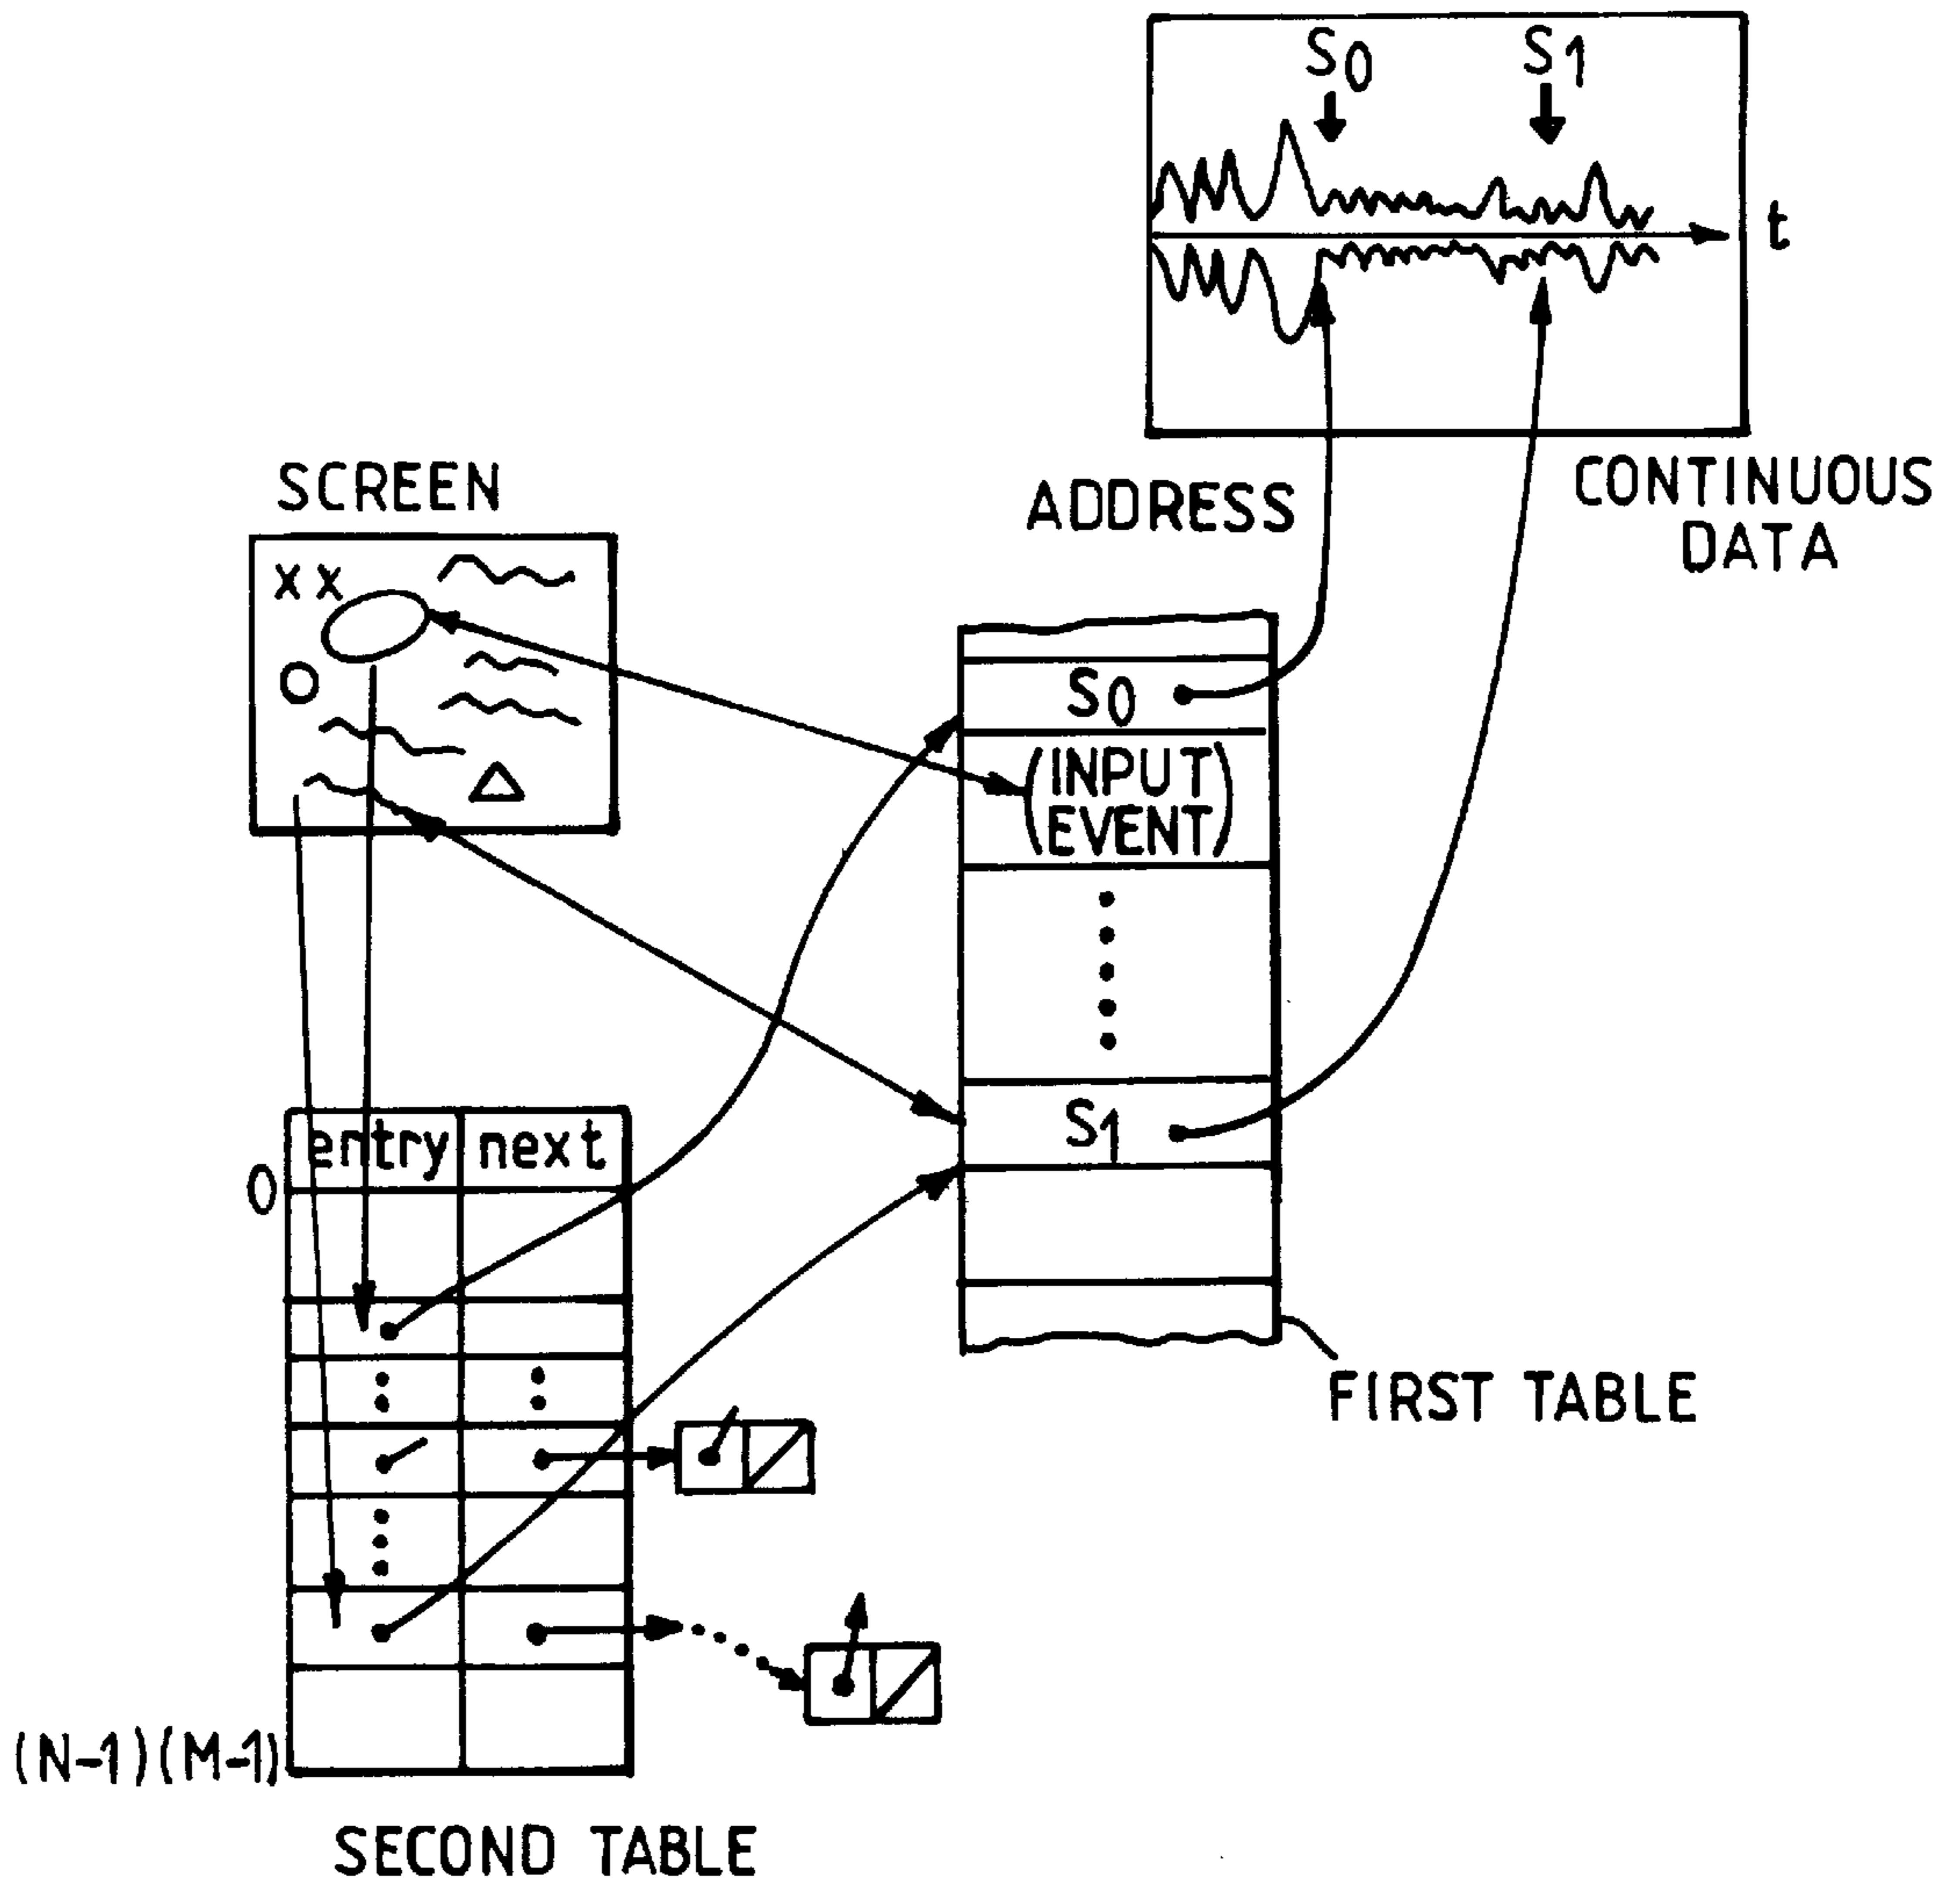 S0 S1
t
CONTINUOUS
DATA
SCREEN
ADDRESS
x x
S0
(INPUT
EVENT)
S1
entry next
0
FIRST TABLE
(N-1)(M-1)
SECOND TABLE